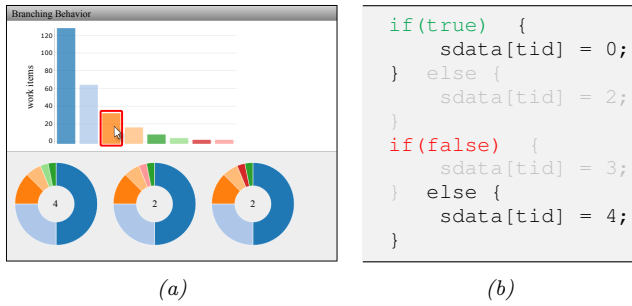 Branching Behavior
work items
120
100
80
60
40
20
0
4
2
2
(a)
if(true) {
sdata[tid] = 0;
} else {
sdata[tid] = 2;
}
if(false) {
sdata[tid] = 3;
} else {
sdata[tid] = 4;
}
(b)